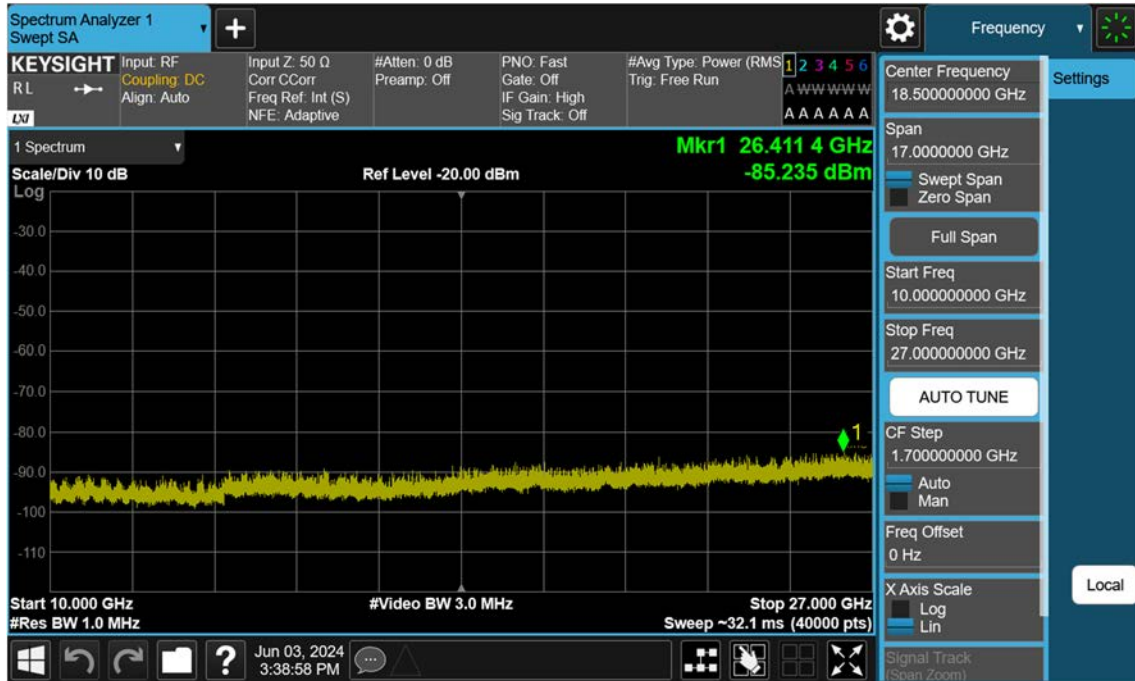 Spectrum Analyzer 1
Swept SA
+
Frequency
KEYSIGHT
RL
LXI
Input: RF
Coupling: DC
Align: Auto
Input Z: 50 Ω
Corr CCorr
Freq Ref: Int (S)
NFE: Adaptive
#Atten: 0 dB
Preamp: Off
PNO: Fast
Gate: Off
IF Gain: High
Sig Track: Off
#Avg Type: Power (RMS
Trig: Free Run
1 2 3 4 5 6
A W W W W W
A A A A A A
1 Spectrum
Scale/Div 10 dB
Log
Ref Level -20.00 dBm
Mkr1 26.411 4 GHz
-85.235 dBm
-30.0
-40.0
-50.0
-60.0
-70.0
-80.0
-90.0
-100
-110
1
Start 10.000 GHz
#Res BW 1.0 MHz
#Video BW 3.0 MHz
Stop 27.000 GHz
Sweep ~32.1 ms (40000 pts)
Jun 03, 2024
3:38:58 PM
?
Center Frequency
18.500000000 GHz
Span
17.0000000 GHz
Swept Span
Zero Span
Full Span
Start Freq
10.000000000 GHz
Stop Freq
27.000000000 GHz
AUTO TUNE
CF Step
1.700000000 GHz
Auto
Man
Freq Offset
0 Hz
X Axis Scale
Log
Lin
Signal Track
(Span Zoom)
Settings
Local